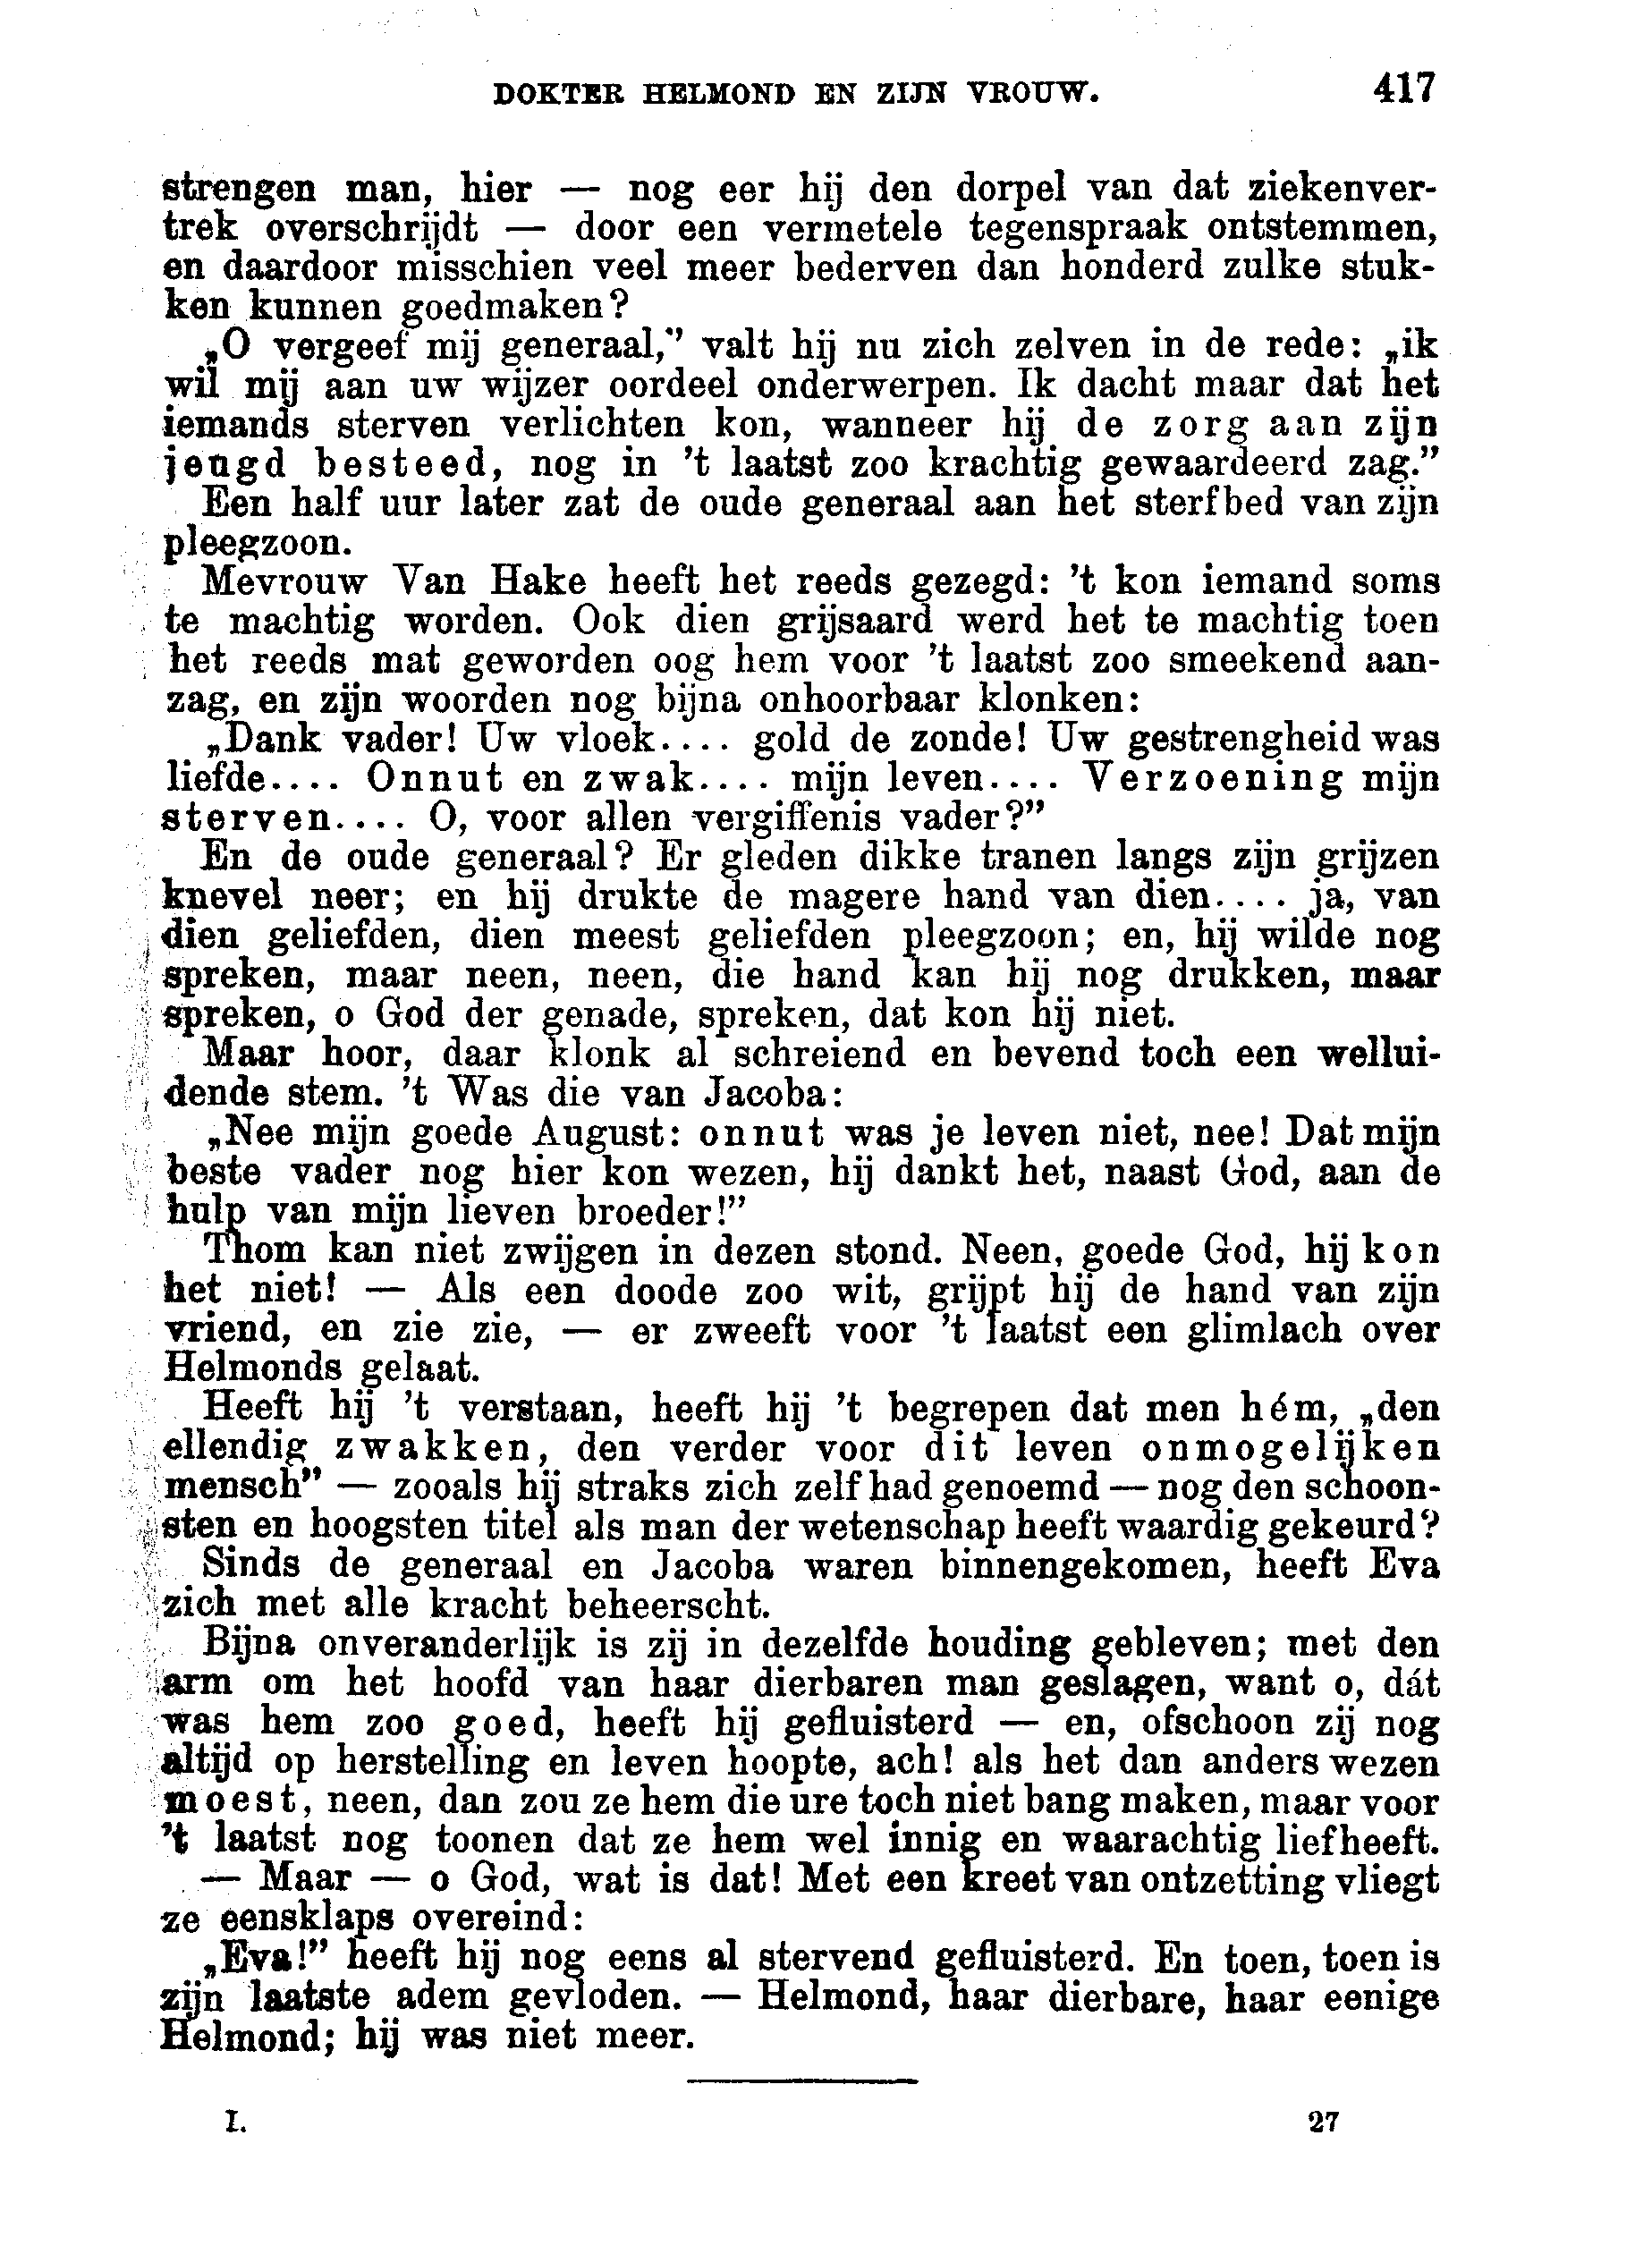 DOKTER HELMOND EN ZIJN VROUW. 417
strengen man, hier — nog eer hij den dorpel van dat ziekenver-
trek overschrijdt — door een vermetele tegenspraak ontstemmen,
en daardoor misschien veel meer bederven dan honderd zulke stuk-
ken kunnen goedmaken?
„O vergeef mij generaal,” valt hij nu zich zelven in de rede: „ik
wil mij aan uw wijzer oordeel onderwerpen. Ik dacht maar dat het
iemands sterven verlichten kon, wanneer hij de zorg aan zijn
jeugd besteed, nog in ’t laatst zoo krachtig gewaardeerd zag.”
Een half uur later zat de oude generaal aan het sterfbed van zijn
pleegzoon.
Mevrouw Van Hake heeft het reeds gezegd: ’t kon iemand soms
te machtig worden. Ook dien grijsaard werd het te machtig toen
het reeds mat geworden oog hem voor ’t laatst zoo smeekend aan-
zag, en zijn woorden nog bijna onhoorbaar klonken:
„Dank vader! Uw vloek.... gold de zonde! Uw gestrengheid was
liefde.... Onnut en zwak.... mijn leven.... Verzoening mijn
sterven.... O, voor allen vergiffenis vader?”
En de oude generaal? Er gleden dikke tranen langs zijn grijzen
knevel neer; en hij drukte de magere hand van dien.... ja, van
dien geliefden, dien meest geliefden pleegzoon; en, hij wilde nog
spreken, maar neen, neen, die hand kan hij nog drukken, maar
spreken, o God der genade, spreken, dat kon hij niet.
Maar hoor, daar klonk al schreiend en bevend toch een wellui-
dende stem. ’t Was die van Jacoba:
„Nee mijn goede August: onnut was je leven niet, nee! Dat mijn
beste vader nog hier kon wezen, hij dankt het, naast God, aan de
hulp van mijn lieven broeder!”
Thom kan niet zwijgen in dezen stond. Neen, goede God, hij kon
het niet! — Als een doode zoo wit, grijpt hij de hand van zijn
vriend, en zie zie, — er zweeft voor ’t laatst een glimlach over
Helmonds gelaat.
Heeft hij ’t verstaan, heeft hij ’t begrepen dat men hém, „den
ellendig zwakken, den verder voor dit leven onmogelijken
mensch” — zooals hij straks zich zelf had genoemd — nog den schoon-
sten en hoogsten titel als man der wetenschap heeft waardig gekeurd?
Sinds de generaal en Jacoba waren binnengekomen, heeft Eva
zich met alle kracht beheerscht.
Bijna onveranderlijk is zij in dezelfde houding gebleven; met den
arm om het hoofd van haar dierbaren man geslagen, want o, dát
was hem zoo goed, heeft hij gefluisterd — en, ofschoon zij nog
altijd op herstelling en leven hoopte, ach! als het dan anders wezen
moest, neen, dan zou ze hem die ure toch niet bang maken, maar voor
’t laatst nog toonen dat ze hem wel innig en waarachtig liefheeft.
— Maar — o God, wat is dat! Met een kreet van ontzetting vliegt
ze eensklaps overeind:
„Eva!” heeft hij nog eens al stervend gefluisterd. En toen, toen is
zijn laatste adem gevloden. — Helmond, haar dierbare, haar eenige
Helmond; hij was niet meer.
I. 27